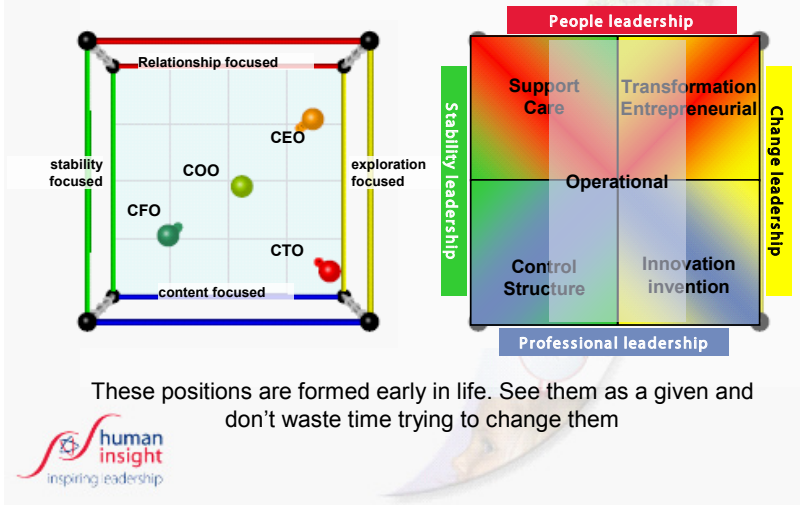 People leadership
Relationship focused
Support
Care
Transformation
Entrepreneurial
CEO
stability
focused
exploration
focused
COO
Stability leadership
Change leadership
Operational
CFO
CTO
Control
Structure
Innovation
invention
content focused
Professional leadership
These positions are formed early in life. See them as a given and
don't waste time trying to change them
human
insight
inspiring leadership